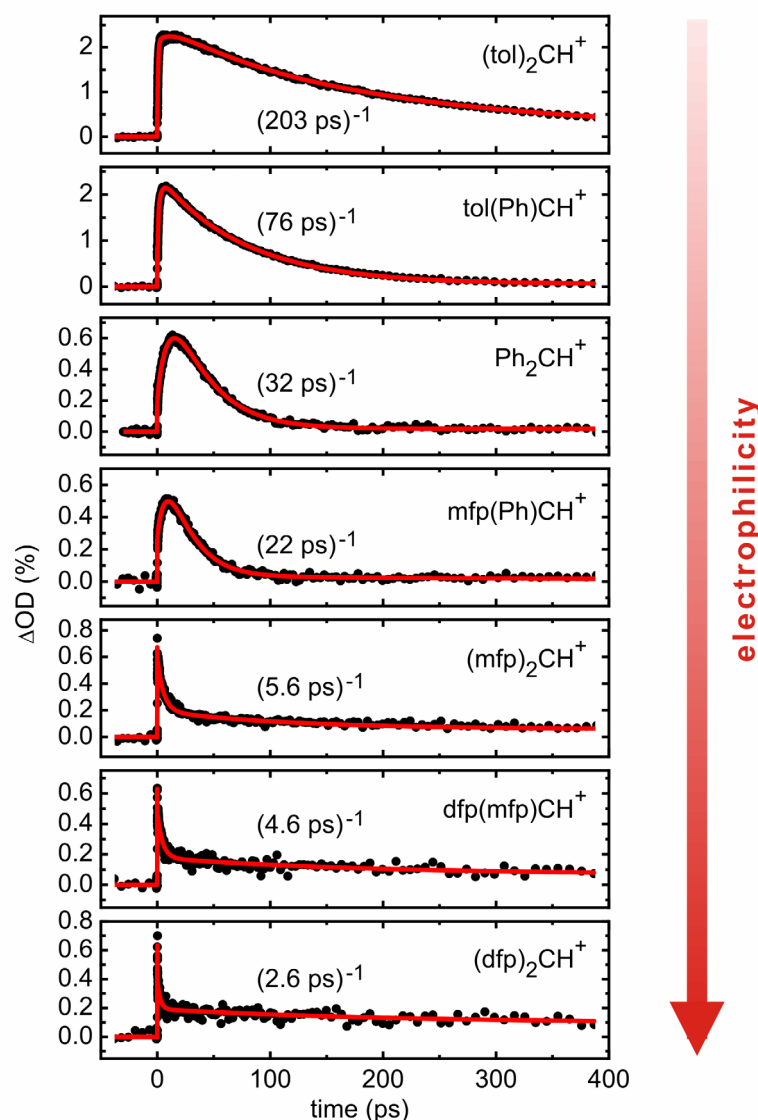 (tol)₂CH⁺
2
1
0
(203 ps)⁻¹
tol(Ph)CH⁺
2
1
0
(76 ps)⁻¹
Ph₂CH⁺
0.6
0.4
0.2
0.0
(32 ps)⁻¹
mfp(Ph)CH⁺
0.6
0.4
0.2
0.0
(22 ps)⁻¹
(mfp)₂CH⁺
0.8
0.6
0.4
0.2
0.0
(5.6 ps)⁻¹
dfp(mfp)CH⁺
0.6
0.4
0.2
0.0
(4.6 ps)⁻¹
(dfp)₂CH⁺
0.8
0.6
0.4
0.2
0.0
(2.6 ps)⁻¹
0 100 200 300 400
time (ps)
ΔOD (%)
electrophilicity